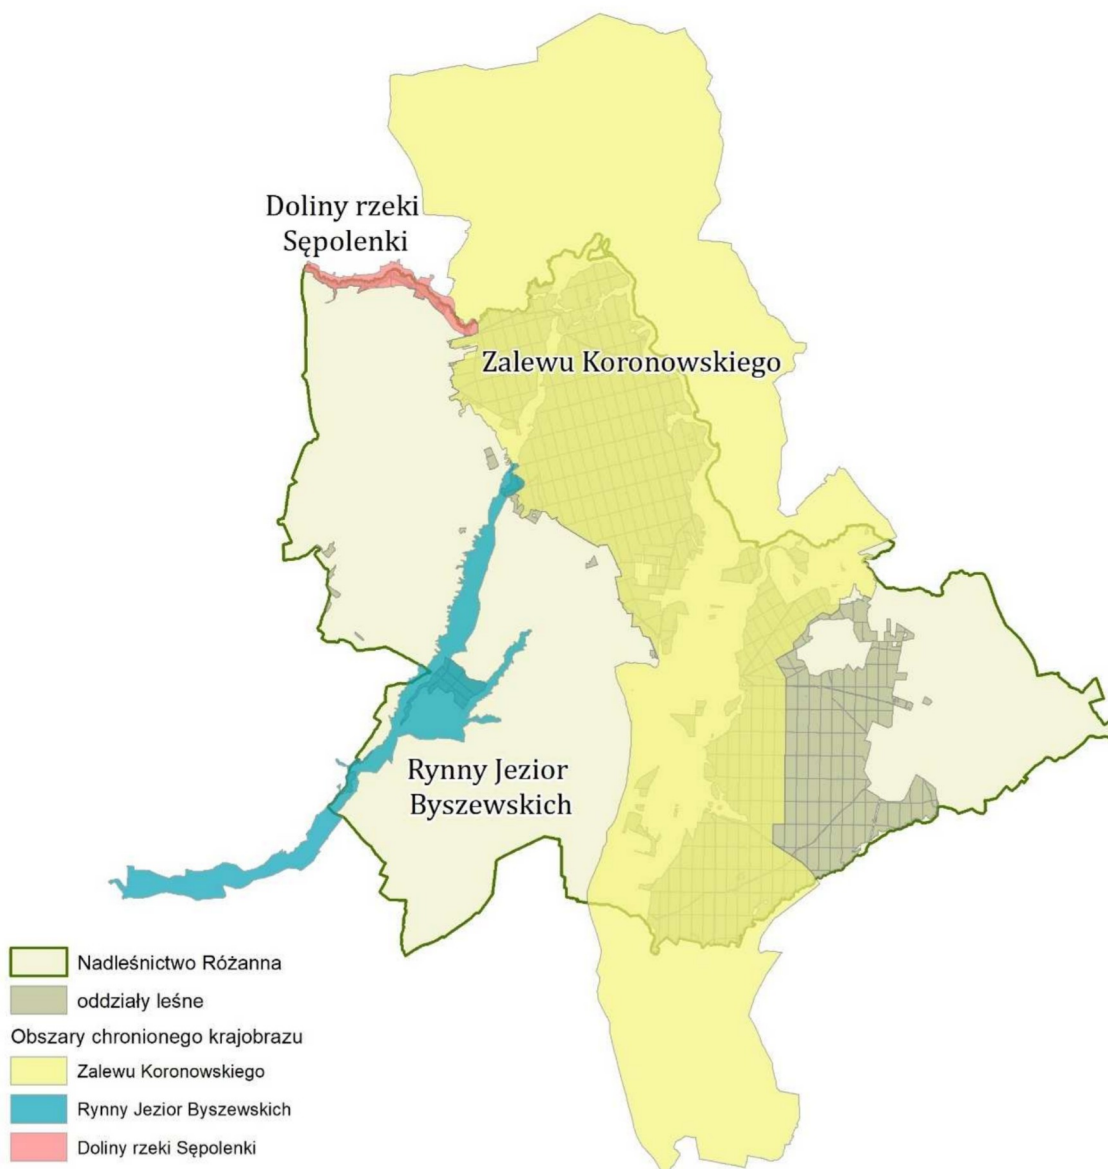 Doliny rzeki
Sępolenki
Zalewu Koronowskiego
Rynny Jezior
Byszewskich
Nadleśnictwo Różanna
oddziały leśne
Obszary chronionego krajobrazu
Zalewu Koronowskiego
Rynny Jezior Byszewskich
Doliny rzeki Sępolenki